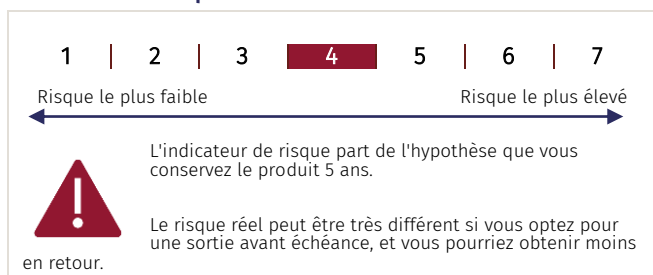 1 | 2 | 3 | 4 | 5 | 6 | 7
Risque le plus faible Risque le plus élevé
L'indicateur de risque part de l'hypothèse que vous
conservez le produit 5 ans.
Le risque réel peut être très différent si vous optez pour
une sortie avant échéance, et vous pourriez obtenir moins
en retour.